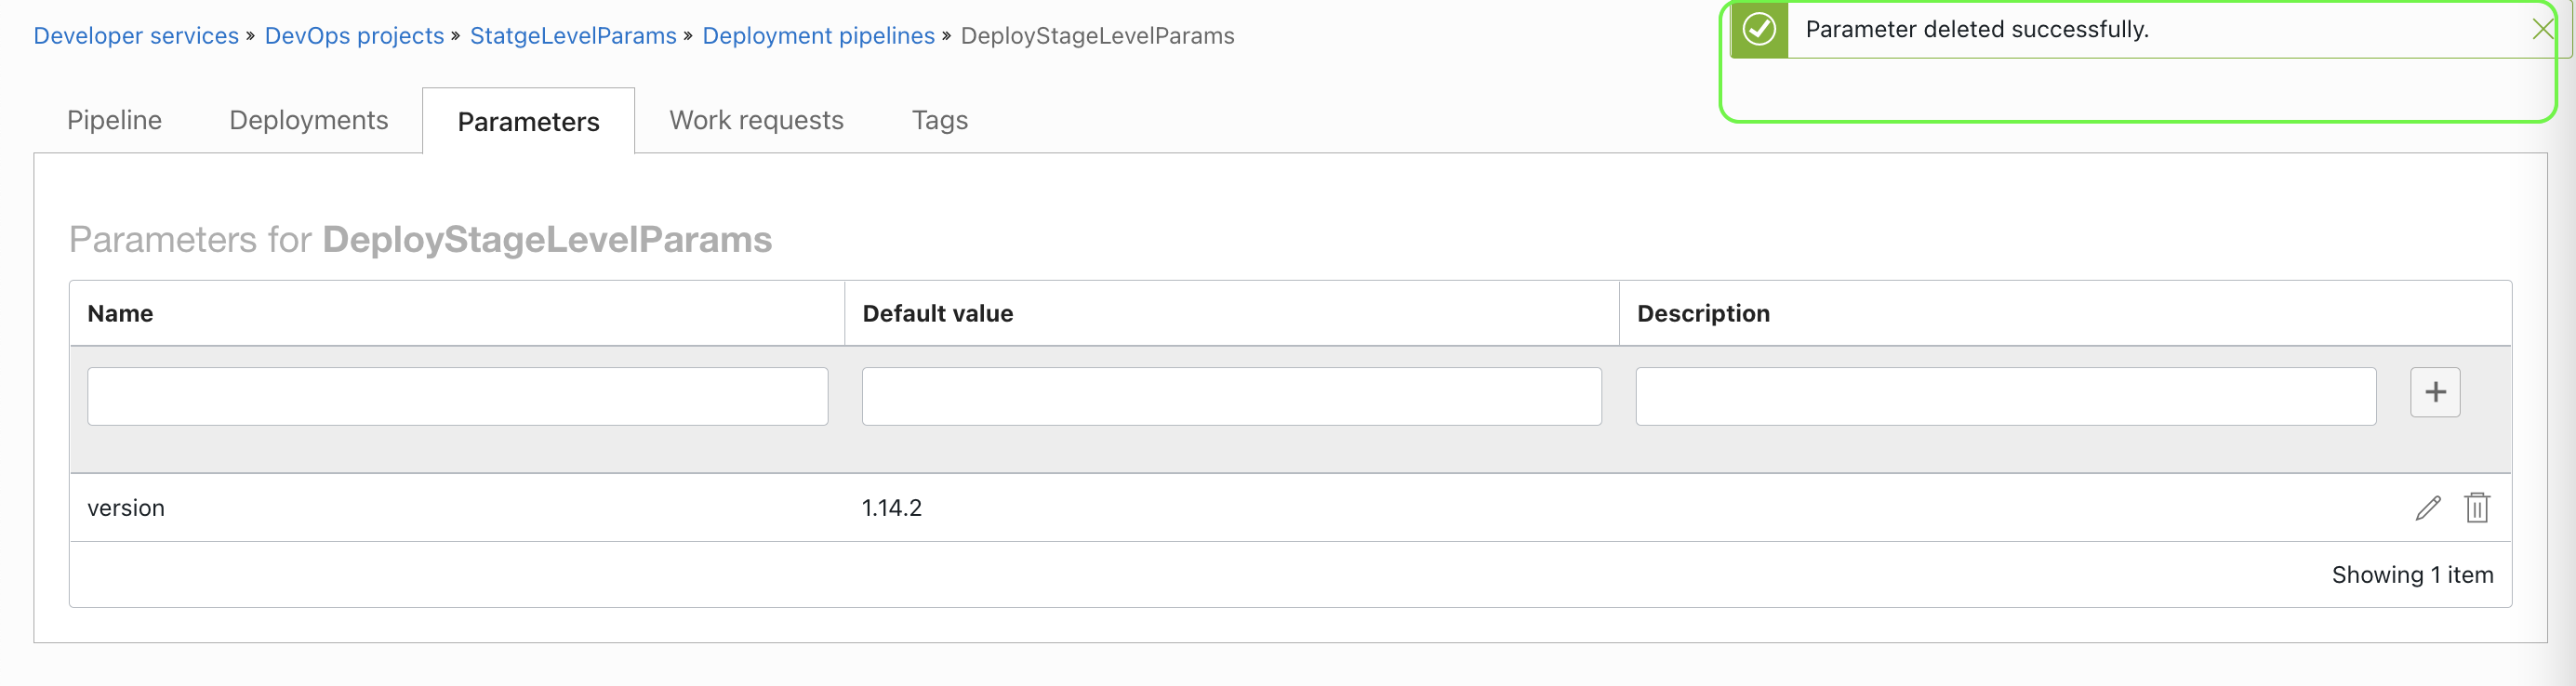 Developer services » DevOps projects » StatgeLevelParams » Deployment pipelines » DeployStageLevelParams
Parameter deleted successfully.
Pipeline Deployments Parameters Work requests Tags
Parameters for DeployStageLevelParams
Name Default value Description
version 1.14.2
Showing 1 item